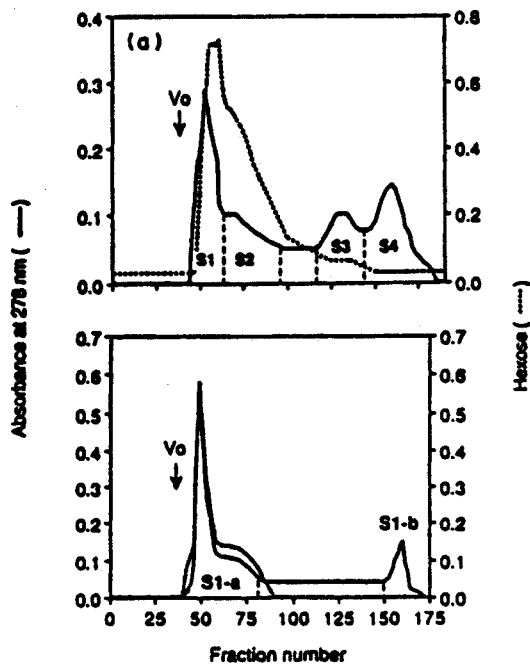 (a)
0.4
0.3
0.2
0.1
0.0
0.8
0.6
0.4
0.2
0.0
Vo
S1
S2
S3
S4
0.7
0.6
0.5
0.4
0.3
0.2
0.1
0.0
0.7
0.6
0.5
0.4
0.3
0.2
0.1
0.0
Vo
S1-a
S1-b
0 25 50 75 100 125 150 175
Fraction number
Absorbance at 278 nm ( — )
Hexose ( ---- )